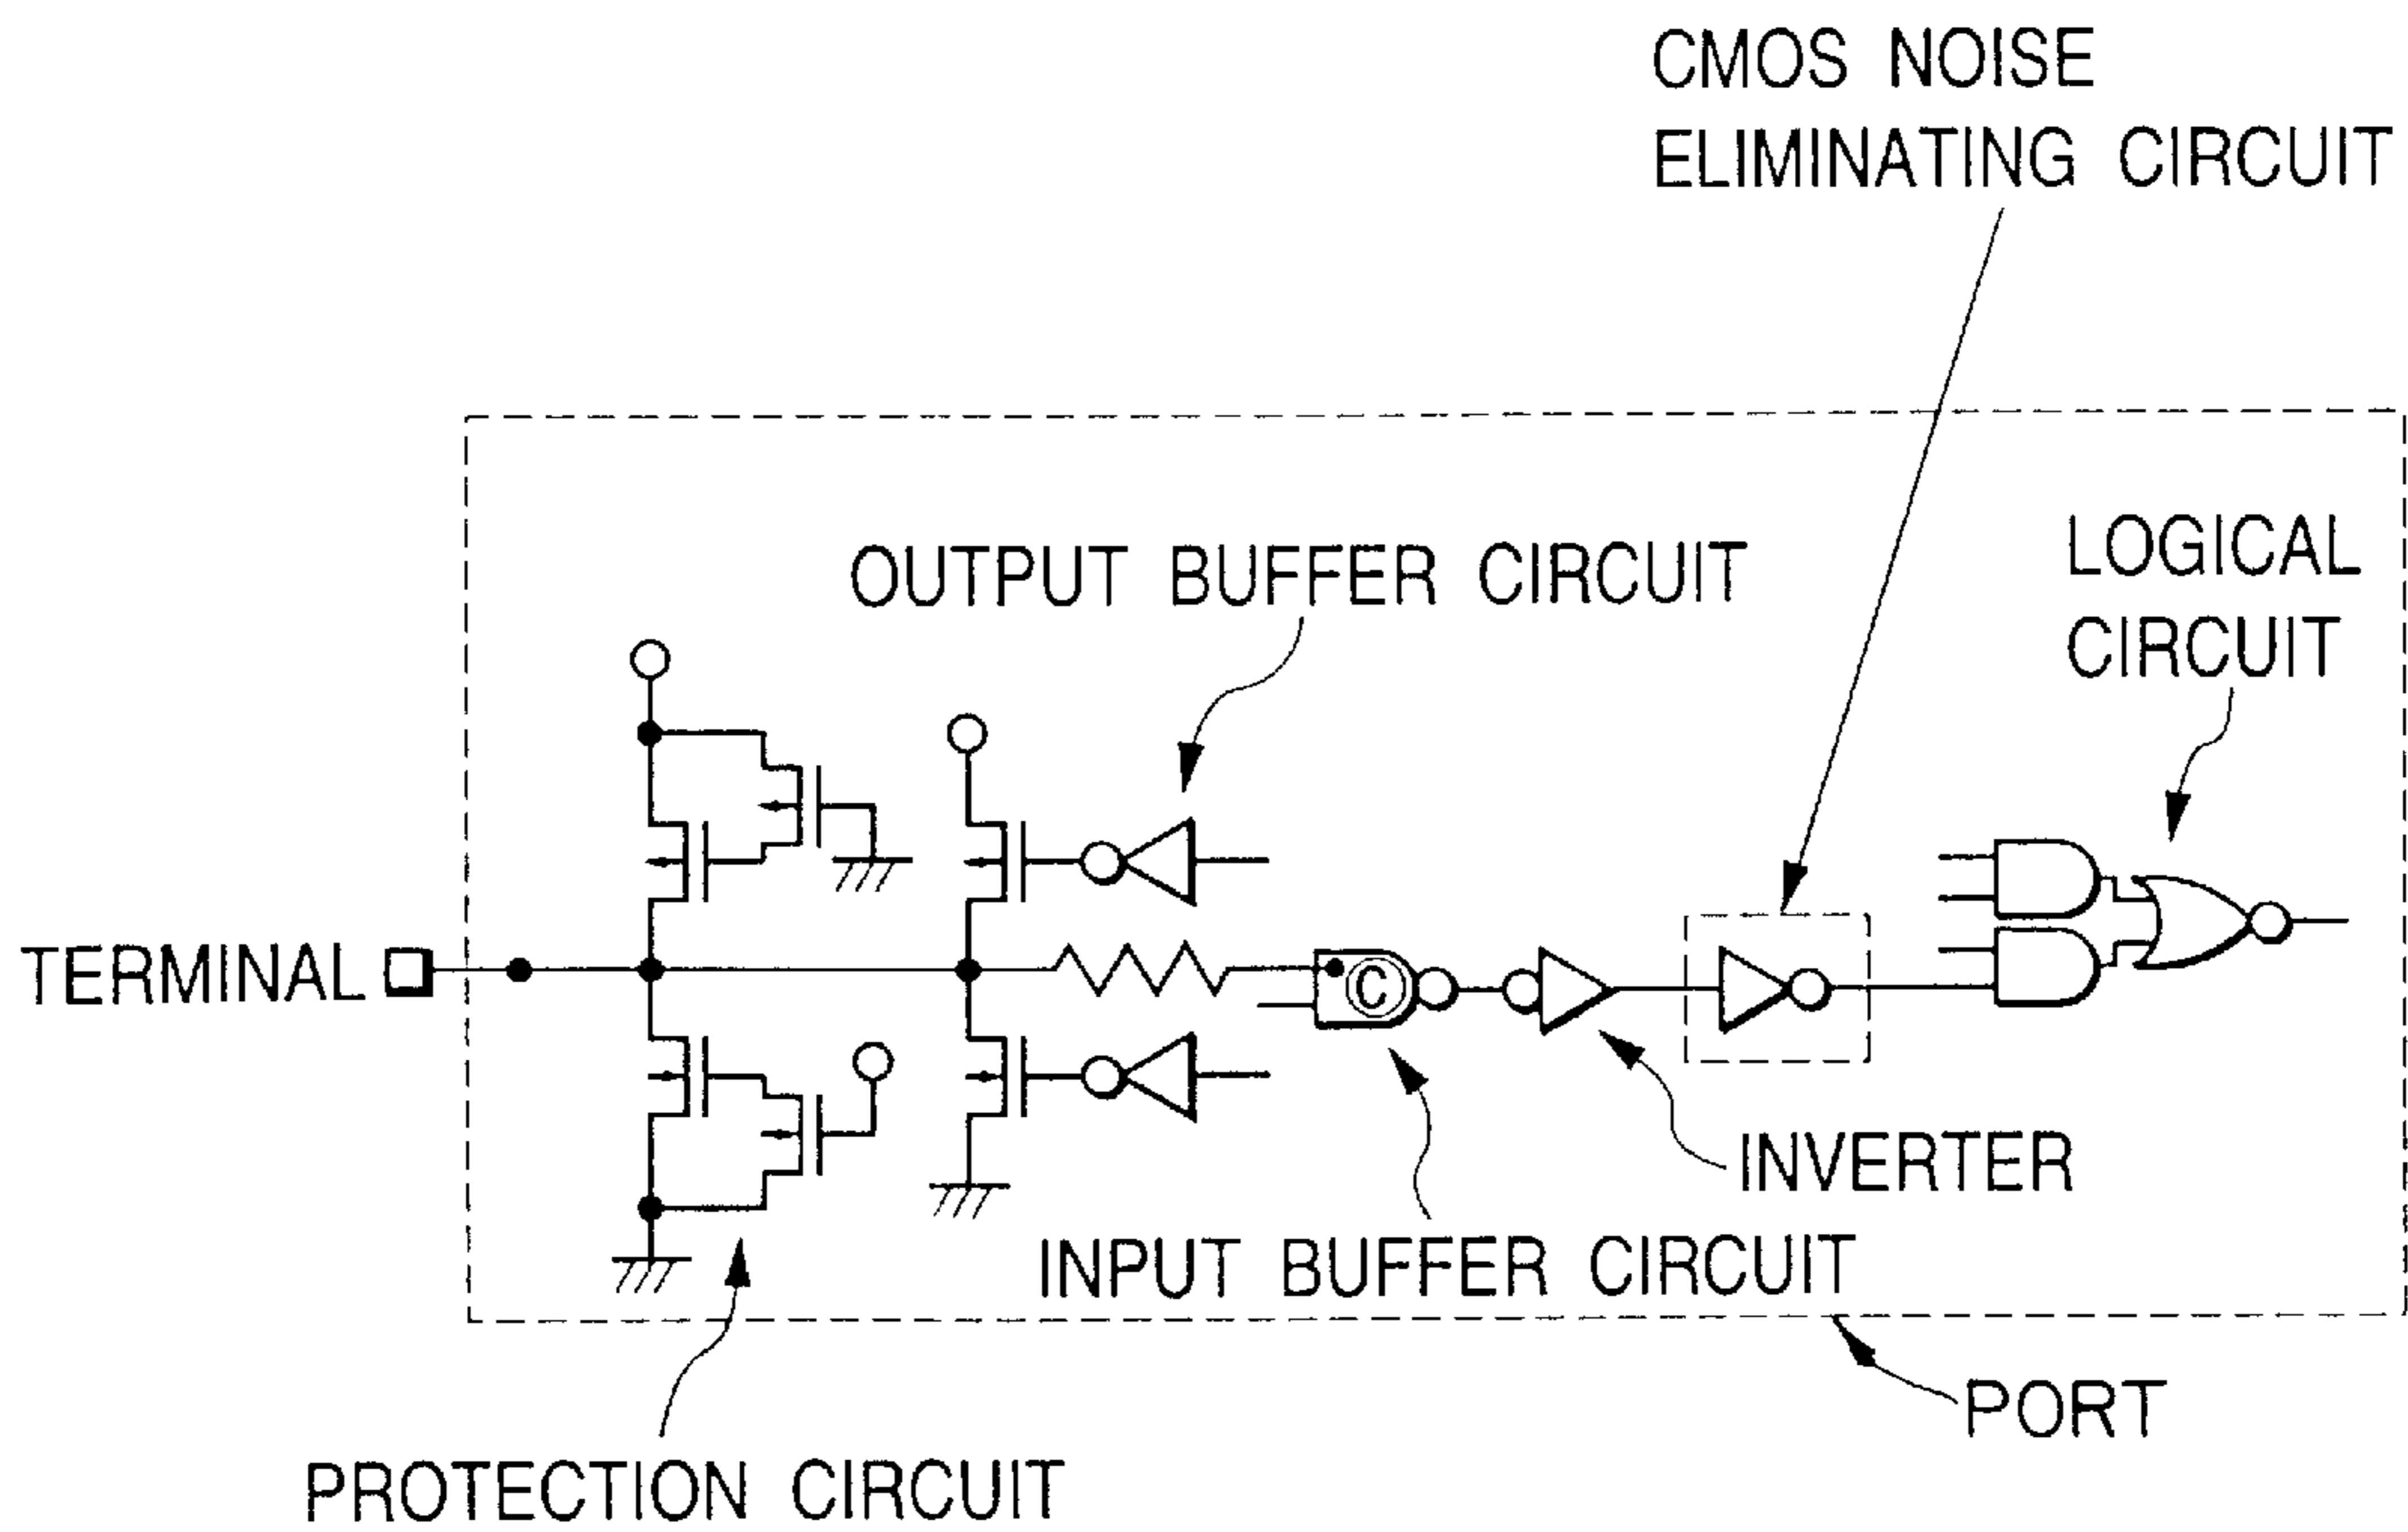 CMOS NOISE
ELIMINATING CIRCUIT
OUTPUT BUFFER CIRCUIT
LOGICAL
CIRCUIT
TERMINAL
C
INVERTER
INPUT BUFFER CIRCUIT
PORT
PROTECTION CIRCUIT